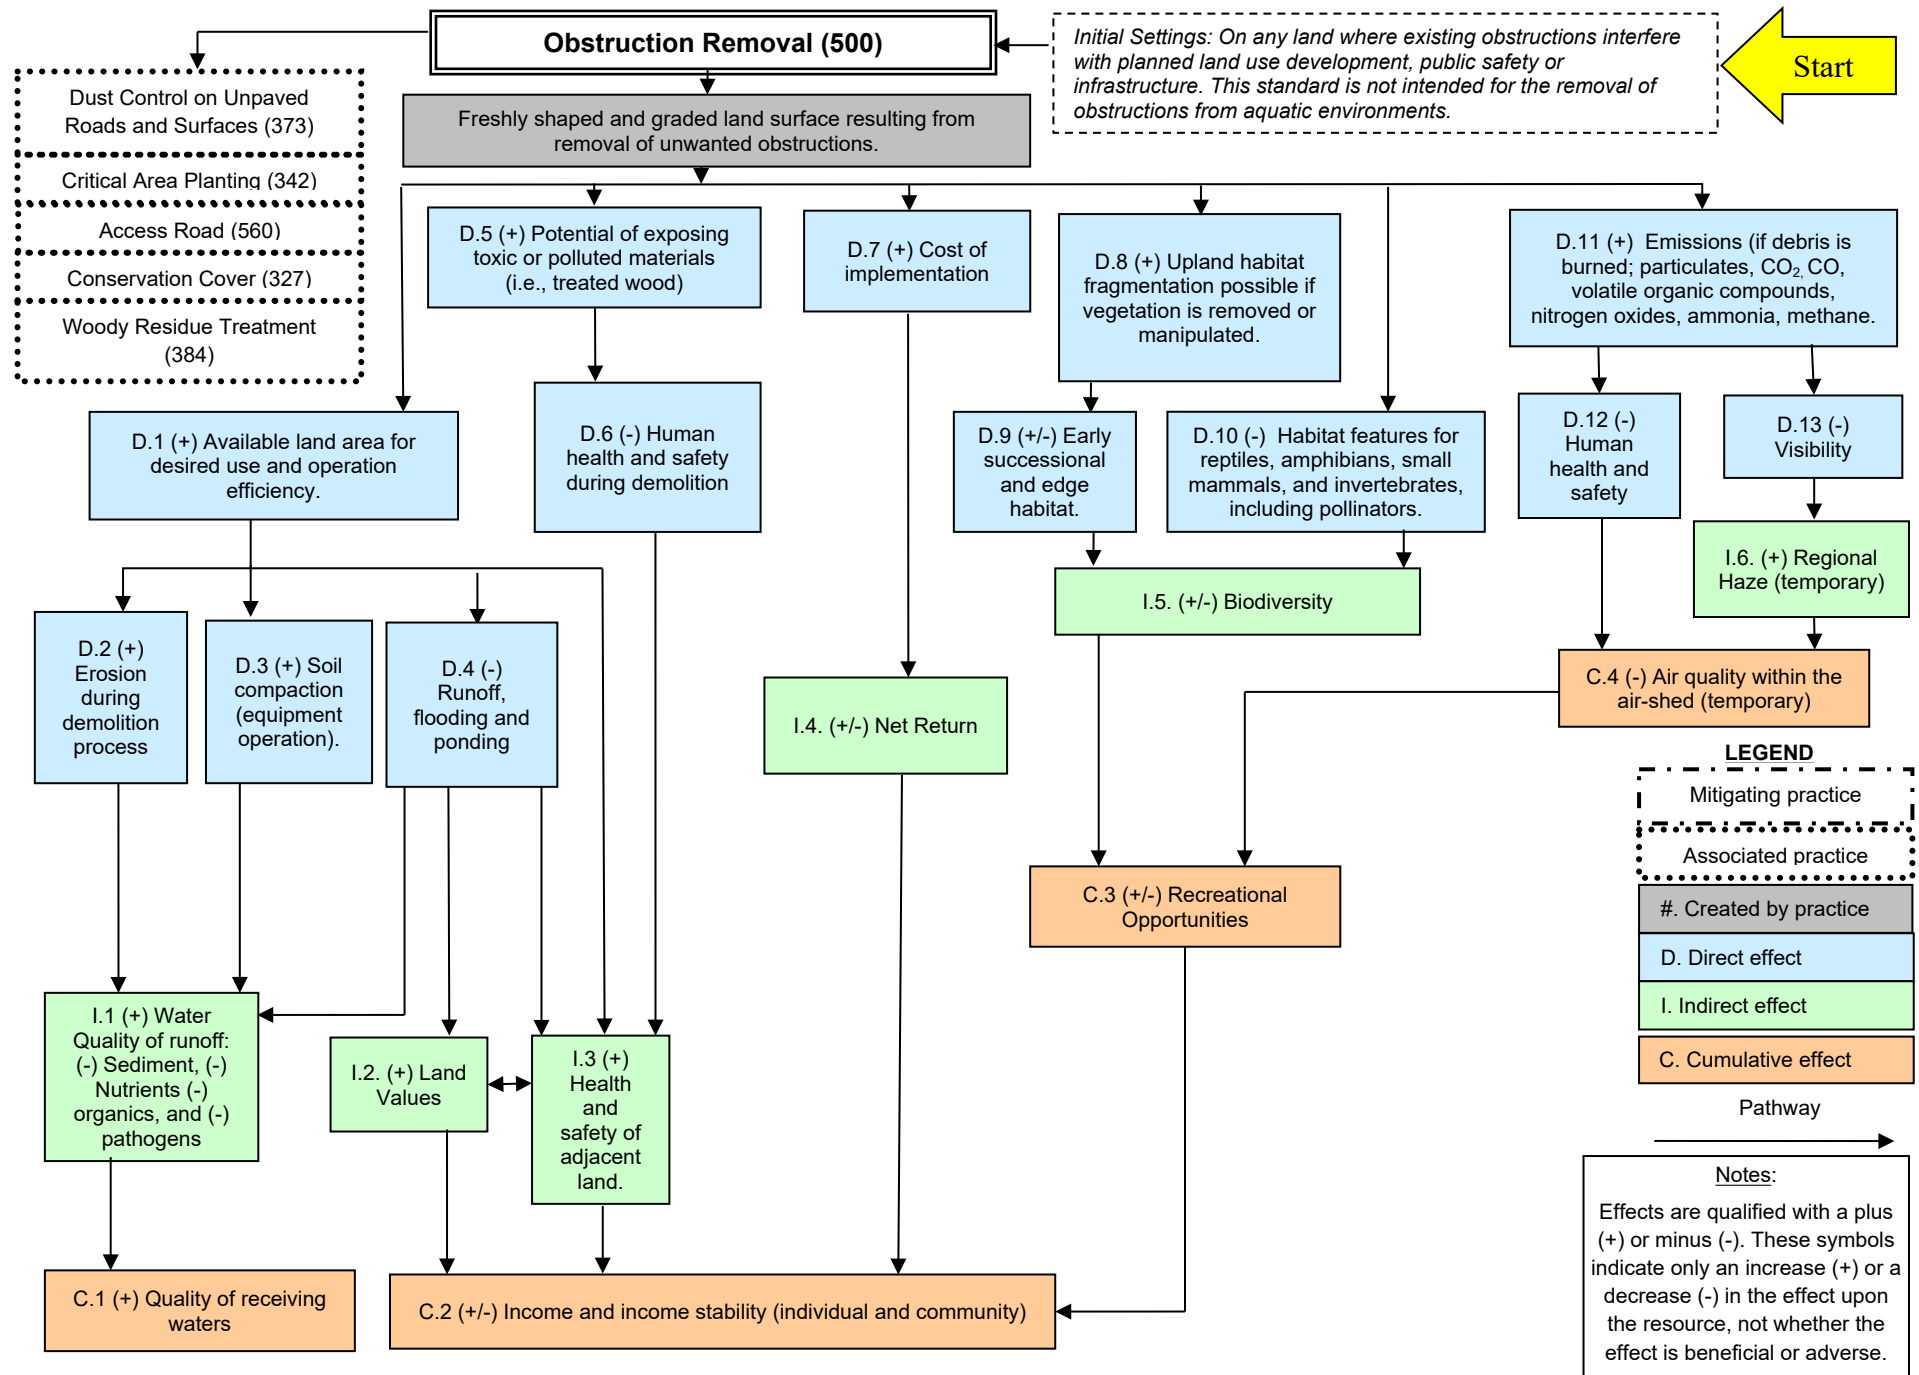 Obstruction Removal (500)
Initial Settings: On any land where existing obstructions interfere
with planned land use development, public safety or
infrastructure. This standard is not intended for the removal of
obstructions from aquatic environments.
Start
Dust Control on Unpaved
Roads and Surfaces (373)
Critical Area Planting (342)
Access Road (560)
Conservation Cover (327)
Woody Residue Treatment
(384)
Freshly shaped and graded land surface resulting from
removal of unwanted obstructions.
D.5 (+) Potential of exposing
toxic or polluted materials
(i.e., treated wood)
D.7 (+) Cost of
implementation
D.8 (+) Upland habitat
fragmentation possible if
vegetation is removed or
manipulated.
D.11 (+) Emissions (if debris is
burned; particulates, CO2, CO,
volatile organic compounds,
nitrogen oxides, ammonia, methane.
D.1 (+) Available land area for
desired use and operation
efficiency.
D.6 (-) Human
health and safety
during demolition
D.9 (+/-) Early
successional
and edge
habitat.
D.10 (-) Habitat features for
reptiles, amphibians, small
mammals, and invertebrates,
including pollinators.
D.12 (-)
Human
health and
safety
D.13 (-)
Visibility
I.6. (+) Regional
Haze (temporary)
I.5. (+/-) Biodiversity
D.2 (+)
Erosion
during
demolition
process
D.3 (+) Soil
compaction
(equipment
operation).
D.4 (-)
Runoff,
flooding and
ponding
I.4. (+/-) Net Return
C.4 (-) Air quality within the
air-shed (temporary)
C.3 (+/-) Recreational
Opportunities
I.1 (+) Water
Quality of runoff:
(-) Sediment, (-)
Nutrients (-)
organics, and (-)
pathogens
I.2. (+) Land
Values
I.3 (+)
Health
and
safety of
adjacent
land.
C.1 (+) Quality of receiving
waters
C.2 (+/-) Income and income stability (individual and community)
LEGEND
Mitigating practice
Associated practice
#. Created by practice
D. Direct effect
I. Indirect effect
C. Cumulative effect
Pathway
Notes:
Effects are qualified with a plus
(+) or minus (-). These symbols
indicate only an increase (+) or a
decrease (-) in the effect upon
the resource, not whether the
effect is beneficial or adverse.